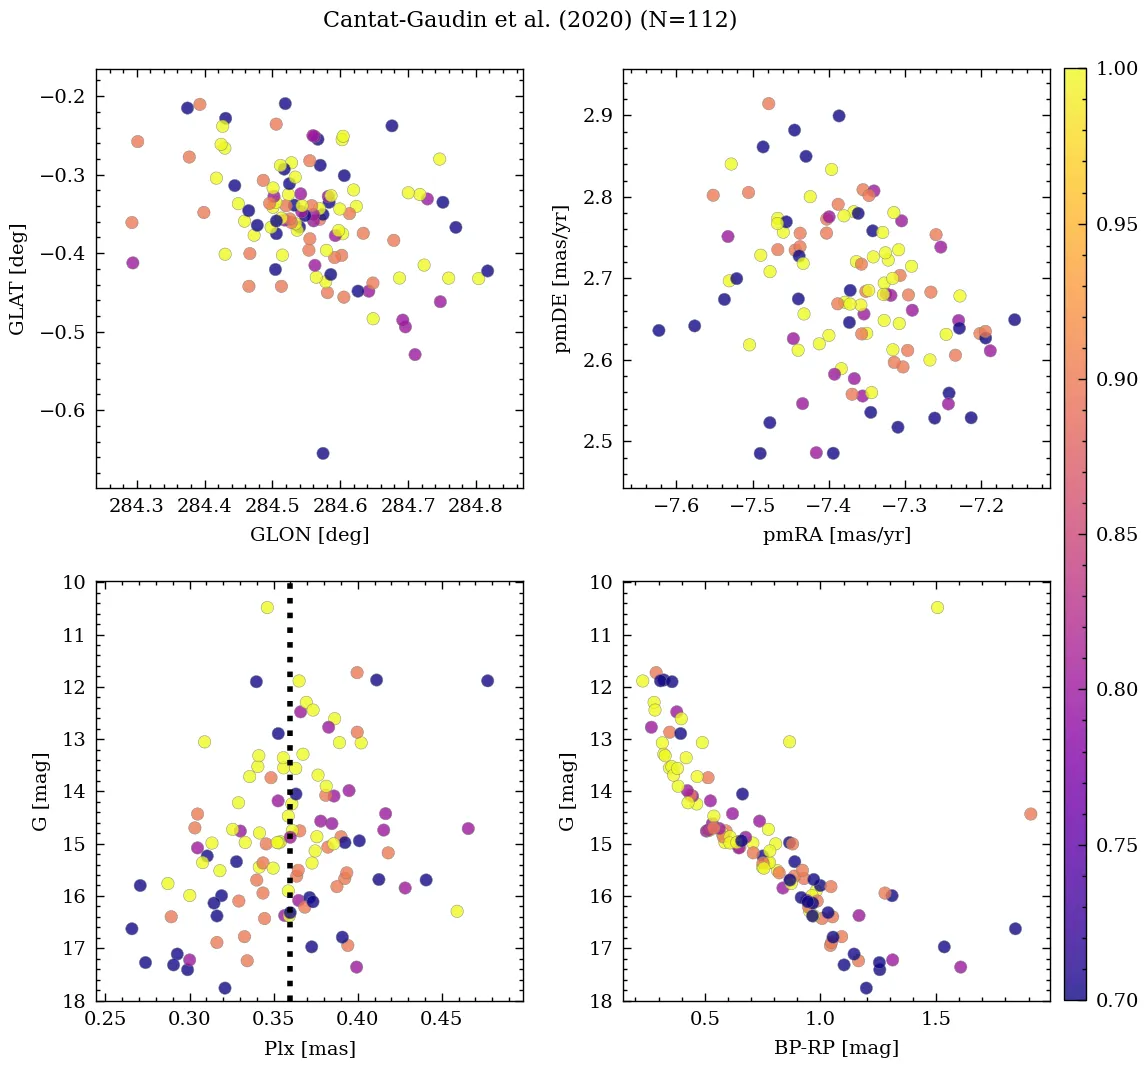 Cantat-Gaudin et al. (2020) (N=112)
−0.2
−0.3
−0.4
−0.5
−0.6
GLAT [deg]
284.3 284.4 284.5 284.6 284.7 284.8
GLON [deg]
2.9
2.8
2.7
2.6
2.5
pmDE [mas/yr]
−7.6 −7.5 −7.4 −7.3 −7.2
pmRA [mas/yr]
10
11
12
13
14
15
16
17
18
G [mag]
0.25 0.30 0.35 0.40 0.45
Plx [mas]
10
11
12
13
14
15
16
17
18
G [mag]
0.5 1.0 1.5
BP-RP [mag]
1.00
0.95
0.90
0.85
0.80
0.75
0.70